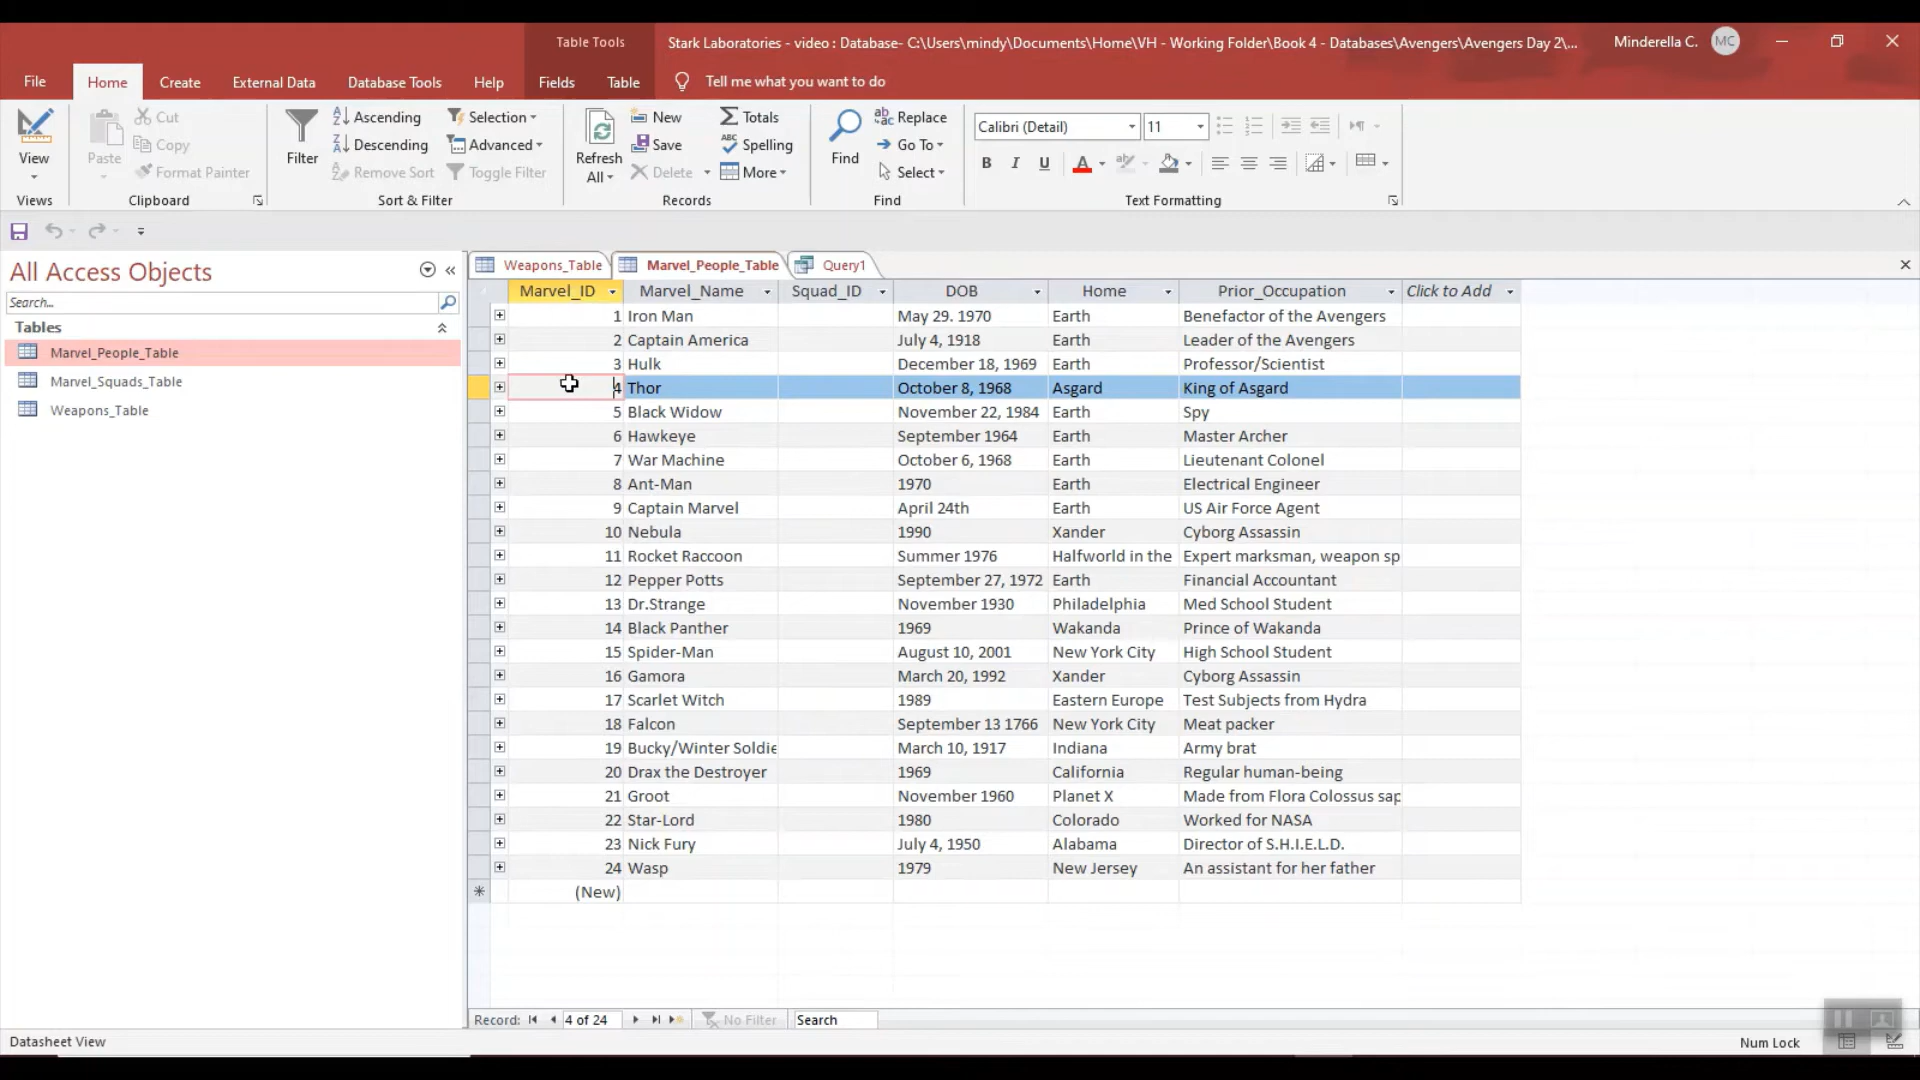 Table Tools
Stark Laboratories - video : Database- C:\Users\mindy\Documents\Home\VH - Working Folder\Book 4 - Databases\Avengers\Avengers Day 2\...
Minderella C. MC
File Home Create External Data Database Tools Help Fields Table Tell me what you want to do
View
Views
Paste
Cut
Copy
Format Painter
Clipboard
Filter
Ascending
Descending
Remove Sort
Selection
Advanced
Toggle Filter
Sort & Filter
Refresh
All
New
Save
Delete
Totals
Spelling
More
Records
Find
Replace
Go To
Select
Find
Calibri (Detail) 11
B I U A
Text Formatting
All Access Objects
Search...
Tables
Marvel_People_Table
Marvel_Squads_Table
Weapons_Table
Weapons_Table Marvel_People_Table Query1
Marvel_ID Marvel_Name Squad_ID DOB Home Prior_Occupation Click to Add
1 Iron Man May 29. 1970 Earth Benefactor of the Avengers
2 Captain America July 4, 1918 Earth Leader of the Avengers
3 Hulk December 18, 1969 Earth Professor/Scientist
4 Thor October 8, 1968 Asgard King of Asgard
5 Black Widow November 22, 1984 Earth Spy
6 Hawkeye September 1964 Earth Master Archer
7 War Machine October 6, 1968 Earth Lieutenant Colonel
8 Ant-Man 1970 Earth Electrical Engineer
9 Captain Marvel April 24th Earth US Air Force Agent
10 Nebula 1990 Xander Cyborg Assassin
11 Rocket Raccoon Summer 1976 Halfworld in the Expert marksman, weapon sp
12 Pepper Potts September 27, 1972 Earth Financial Accountant
13 Dr.Strange November 1930 Philadelphia Med School Student
14 Black Panther 1969 Wakanda Prince of Wakanda
15 Spider-Man August 10, 2001 New York City High School Student
16 Gamora March 20, 1992 Xander Cyborg Assassin
17 Scarlet Witch 1989 Eastern Europe Test Subjects from Hydra
18 Falcon September 13 1766 New York City Meat packer
19 Bucky/Winter Soldie March 10, 1917 Indiana Army brat
20 Drax the Destroyer 1969 California Regular human-being
21 Groot November 1960 Planet X Made from Flora Colossus sap
22 Star-Lord 1980 Colorado Worked for NASA
23 Nick Fury July 4, 1950 Alabama Director of S.H.I.E.L.D.
24 Wasp 1979 New Jersey An assistant for her father
(New)
Record: 4 of 24 No Filter Search
Datasheet View Num Lock